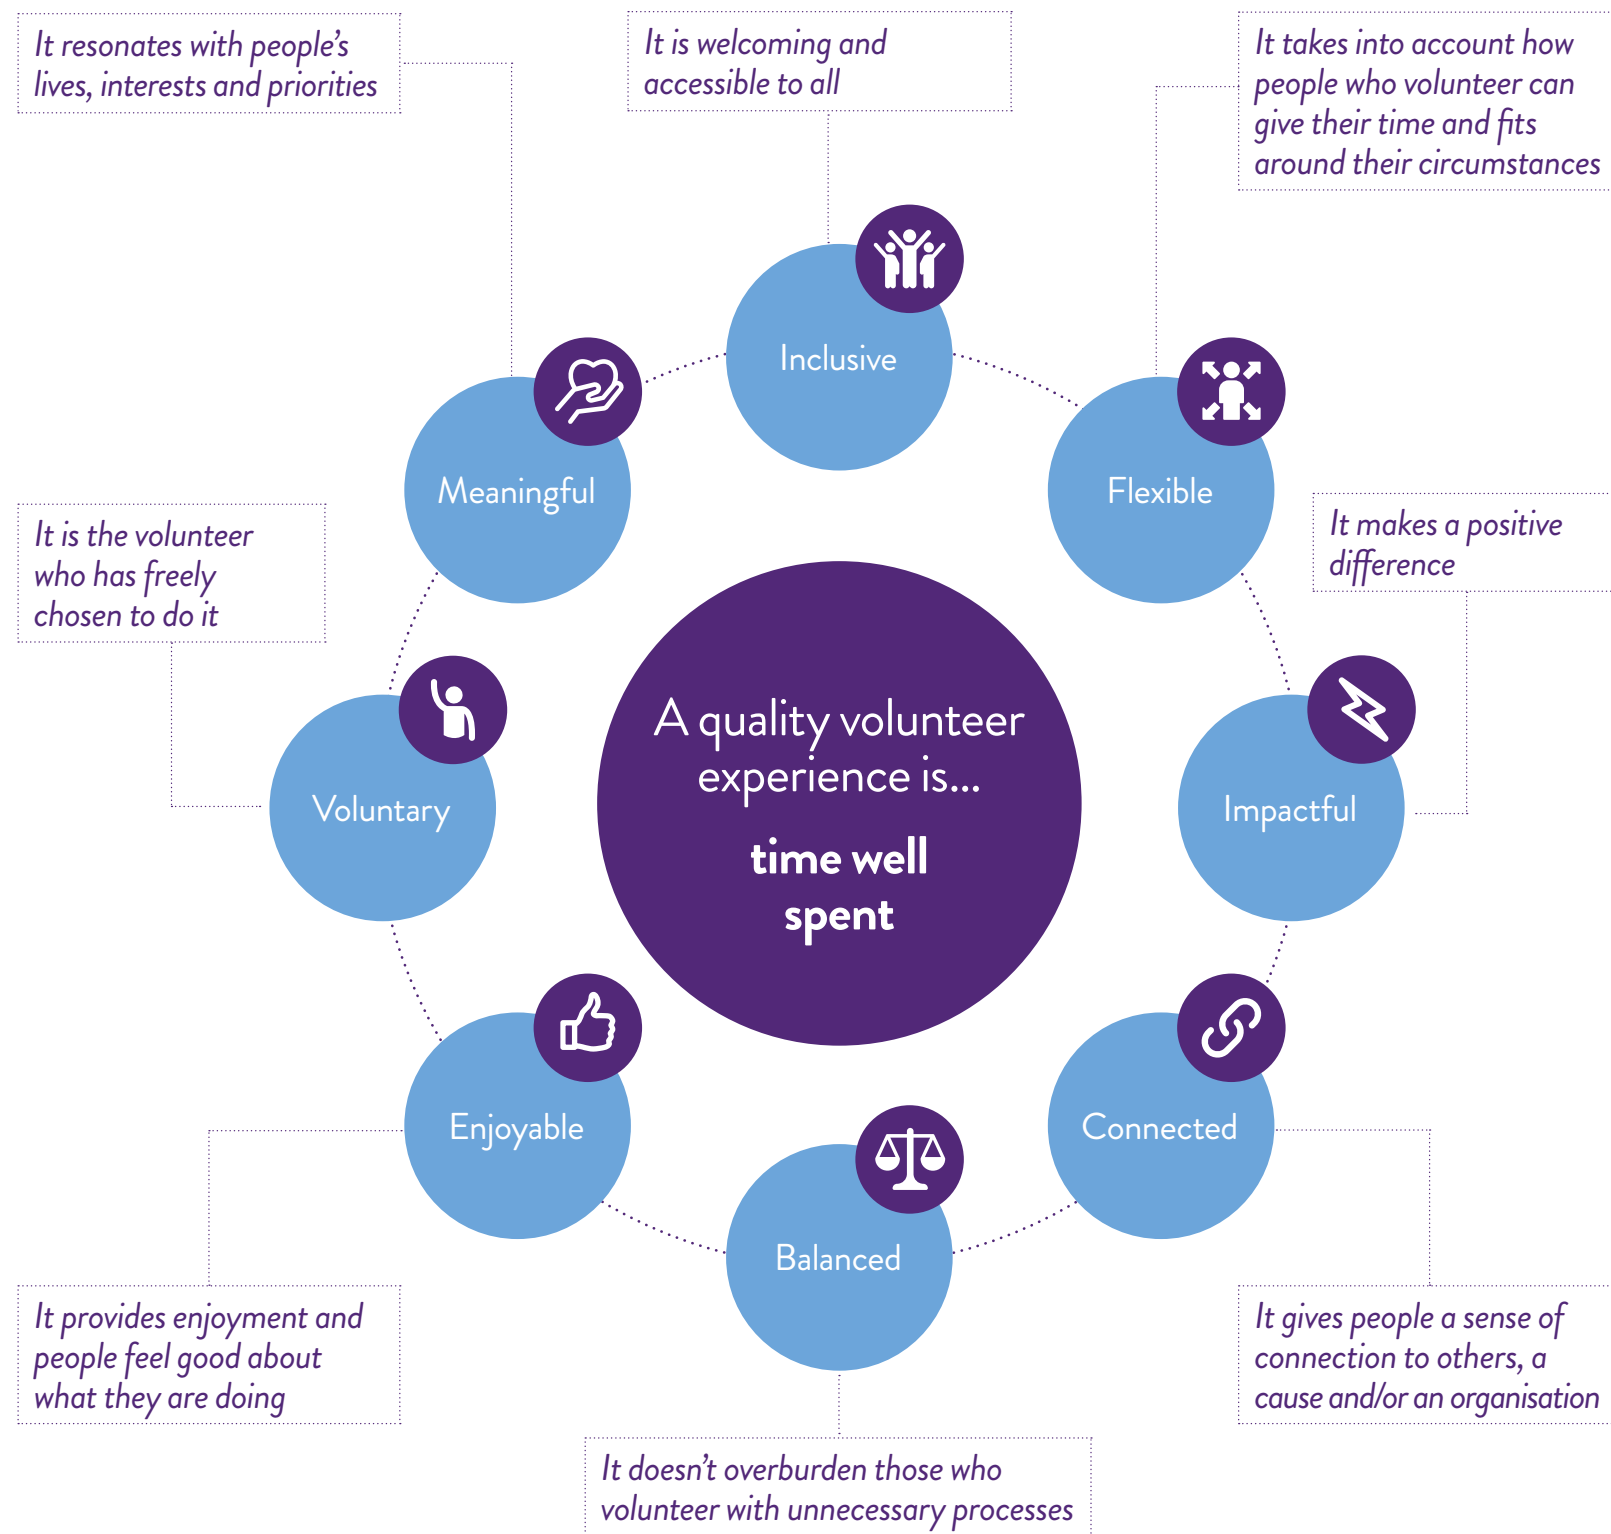 It resonates with people’s
lives, interests and priorities
It is welcoming and
accessible to all
It takes into account how
people who volunteer can
give their time and fits
around their circumstances
Inclusive
Meaningful
Flexible
It is the volunteer
who has freely
chosen to do it
It makes a positive
difference
A quality volunteer
experience is...
time well
spent
Voluntary
Impactful
Enjoyable
Connected
Balanced
It provides enjoyment and
people feel good about
what they are doing
It gives people a sense of
connection to others, a
cause and/or an organisation
It doesn’t overburden those who
volunteer with unnecessary processes